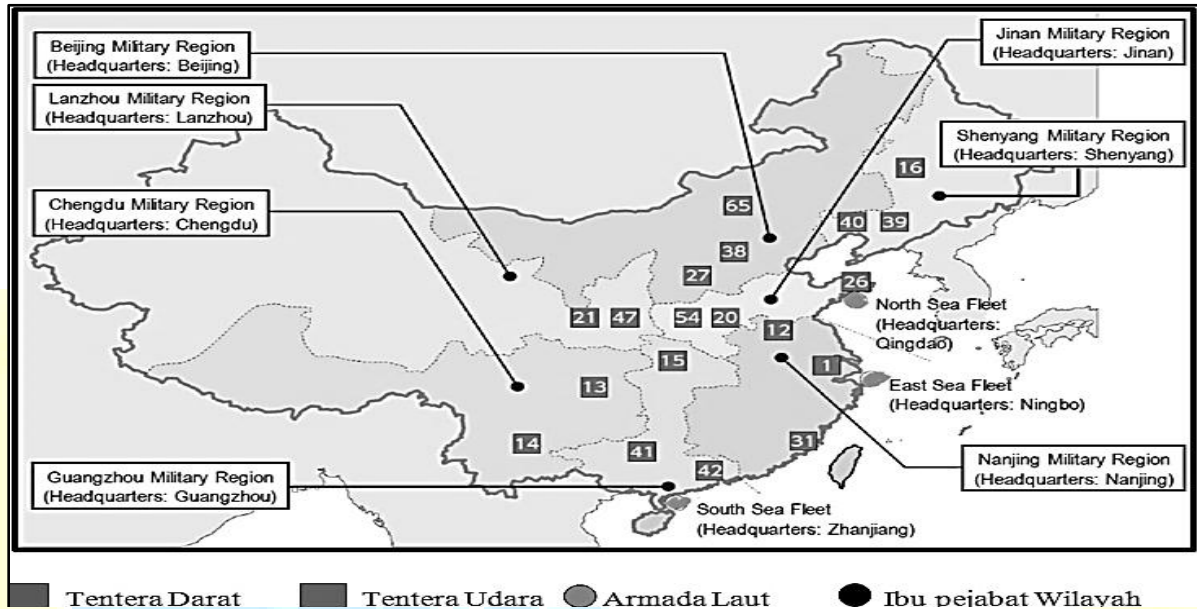 Beijing Military Region
(Headquarters: Beijing)
Jinan Military Region
(Headquarters: Jinan)
Lanzhou Military Region
(Headquarters: Lanzhou)
Shenyang Military Region
(Headquarters: Shenyang)
Chengdu Military Region
(Headquarters: Chengdu)
16
65
40 39
38
27
26
North Sea Fleet
(Headquarters:
Qingdao)
21 47 54 20
12
15
1
13
East Sea Fleet
(Headquarters: Ningbo)
14
41
31
42
Guangzhou Military Region
(Headquarters: Guangzhou)
Nanjing Military Region
(Headquarters: Nanjing)
South Sea Fleet
(Headquarters: Zhanjiang)
Tentera Darat Tentera Udara Armada Laut Ibu pejabat Wilayah